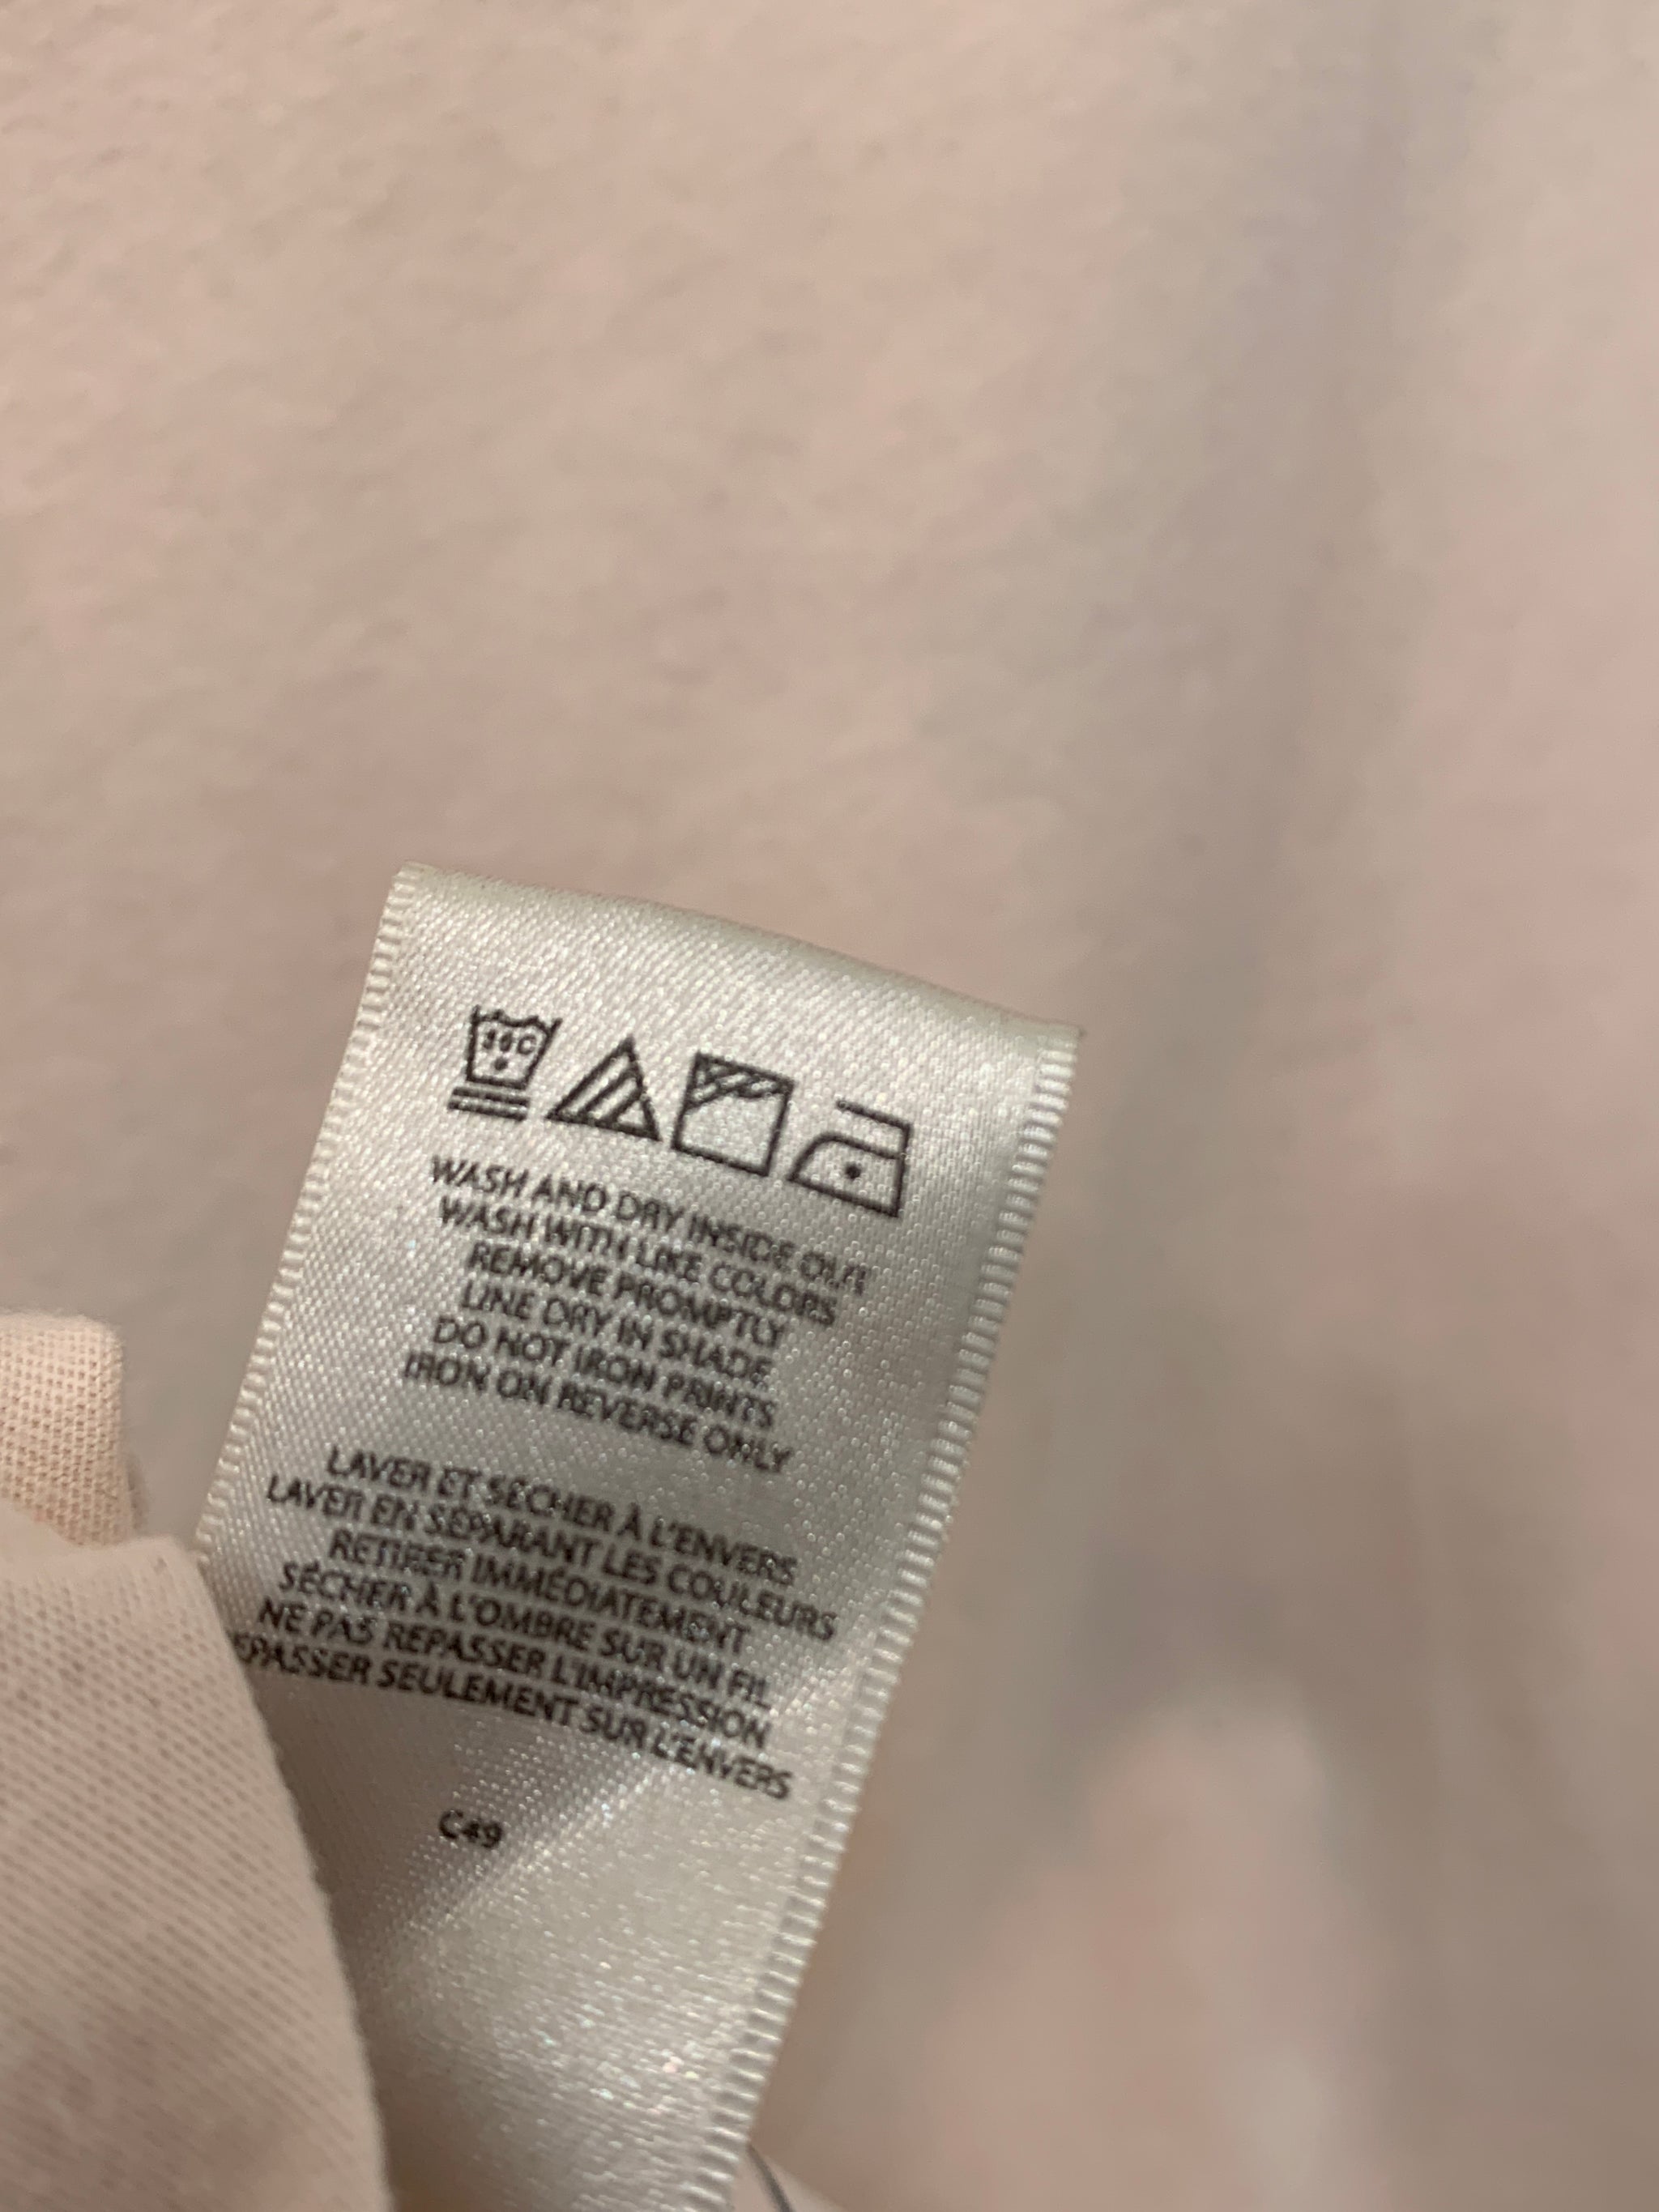 30C
WASH AND DRY INSIDE OUT
WASH WITH LIKE COLORS
REMOVE PROMPTLY
LINE DRY IN SHADE
DO NOT IRON PRINTS
IRON ON REVERSE ONLY
LAVER ET SÉCHER À L'ENVERS
LAVER EN SÉPARANT LES COULEURS
RETIRER IMMÉDIATEMENT
SÉCHER À L'OMBRE SUR UN FIL
NE PAS REPASSER L'IMPRESSION
EPASSER SEULEMENT SUR L'ENVERS
C49